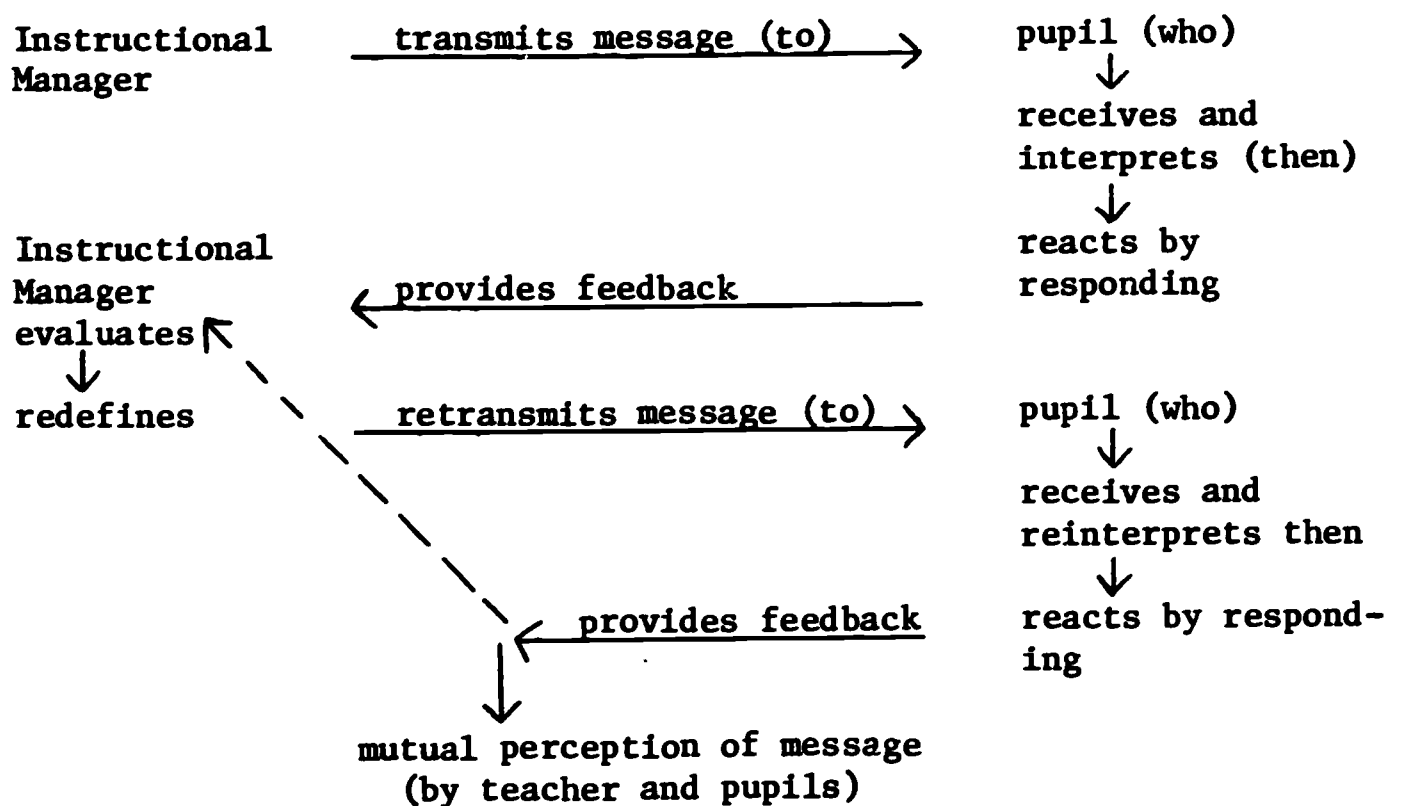 Instructional
Manager
transmits message (to)
pupil (who)
receives and
interprets (then)
reacts by
responding
provides feedback
Instructional
Manager
evaluates
redefines
retransmits message (to)
pupil (who)
receives and
reinterprets then
reacts by respond-
ing
provides feedback
mutual perception of message
(by teacher and pupils)